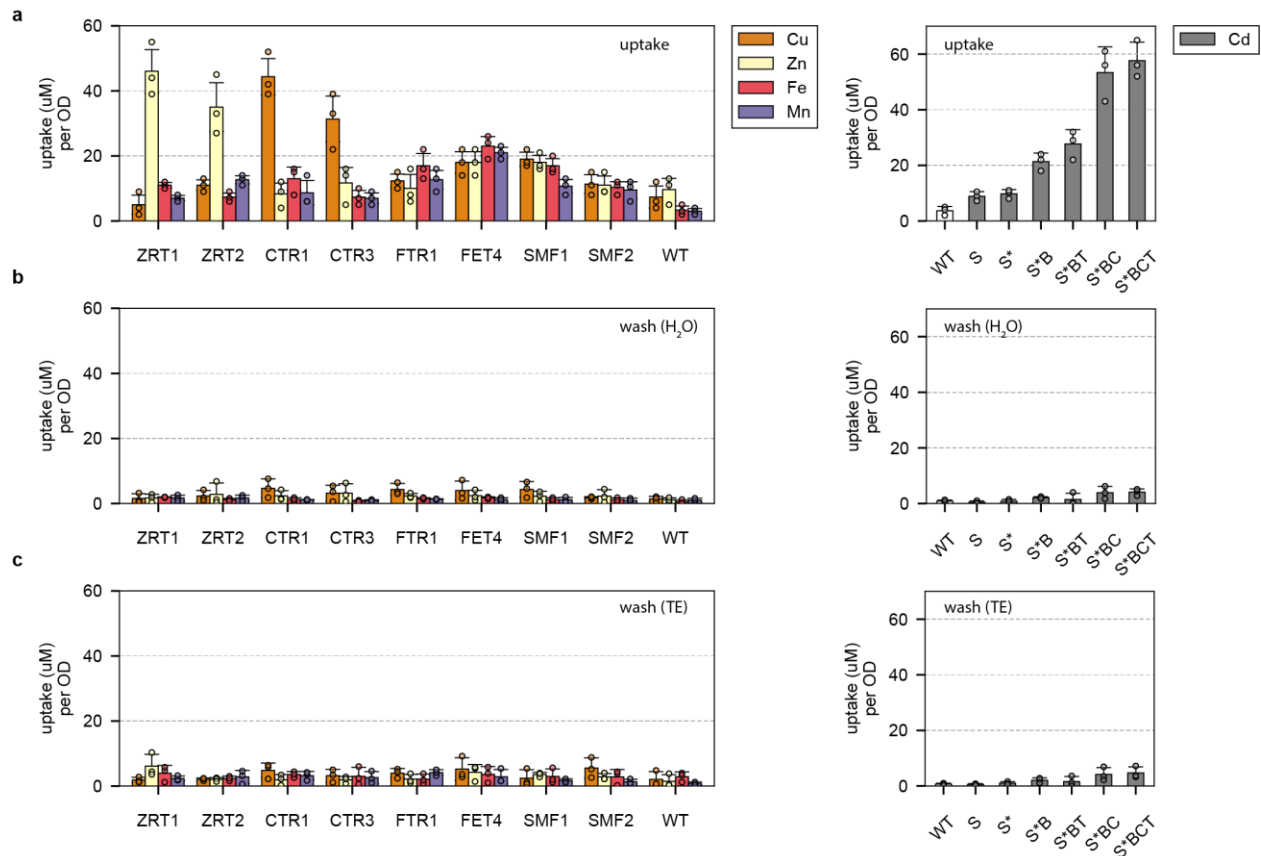 a
60
40
20
0
uptake (uM)
per OD
uptake
ZRT1 ZRT2 CTR1 CTR3 FTR1 FET4 SMF1 SMF2 WT
Cu
Zn
Fe
Mn
60
40
20
0
uptake (uM)
per OD
uptake
WT S S* S*B S*BT S*BC S*BCT
Cd
b
60
40
20
0
uptake (uM)
per OD
wash (H₂O)
ZRT1 ZRT2 CTR1 CTR3 FTR1 FET4 SMF1 SMF2 WT
60
40
20
0
uptake (uM)
per OD
wash (H₂O)
WT S S* S*B S*BT S*BC S*BCT
c
60
40
20
0
uptake (uM)
per OD
wash (TE)
ZRT1 ZRT2 CTR1 CTR3 FTR1 FET4 SMF1 SMF2 WT
60
40
20
0
uptake (uM)
per OD
wash (TE)
WT S S* S*B S*BT S*BC S*BCT